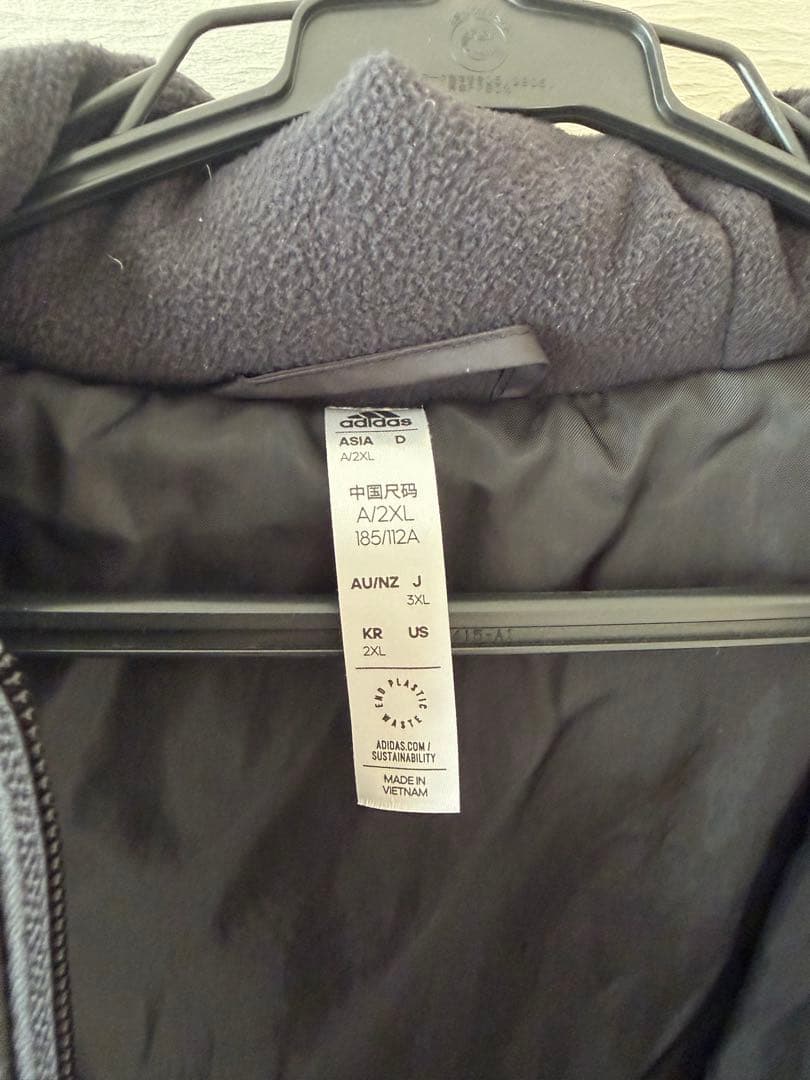 adidas
ASIA D
A/2XL
中国尺码
A/2XL
185/112A
AU/NZ J
3XL
KR US
2XL
END PLASTIC WASTE
ADIDAS.COM/
SUSTAINABILITY
MADE IN
VIETNAM